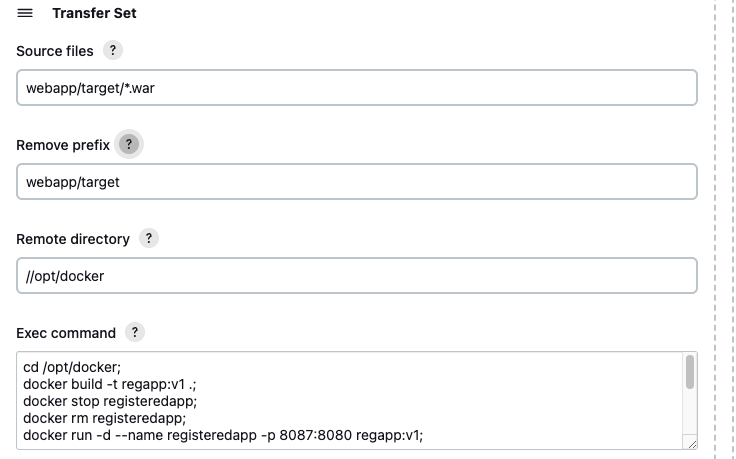 Transfer Set
Source files ?
webapp/target/*.war
Remove prefix ?
webapp/target
Remote directory ?
//opt/docker
Exec command ?
cd /opt/docker;
docker build -t regapp:v1 .;
docker stop registeredapp;
docker rm registeredapp;
docker run -d --name registeredapp -p 8087:8080 regapp:v1;